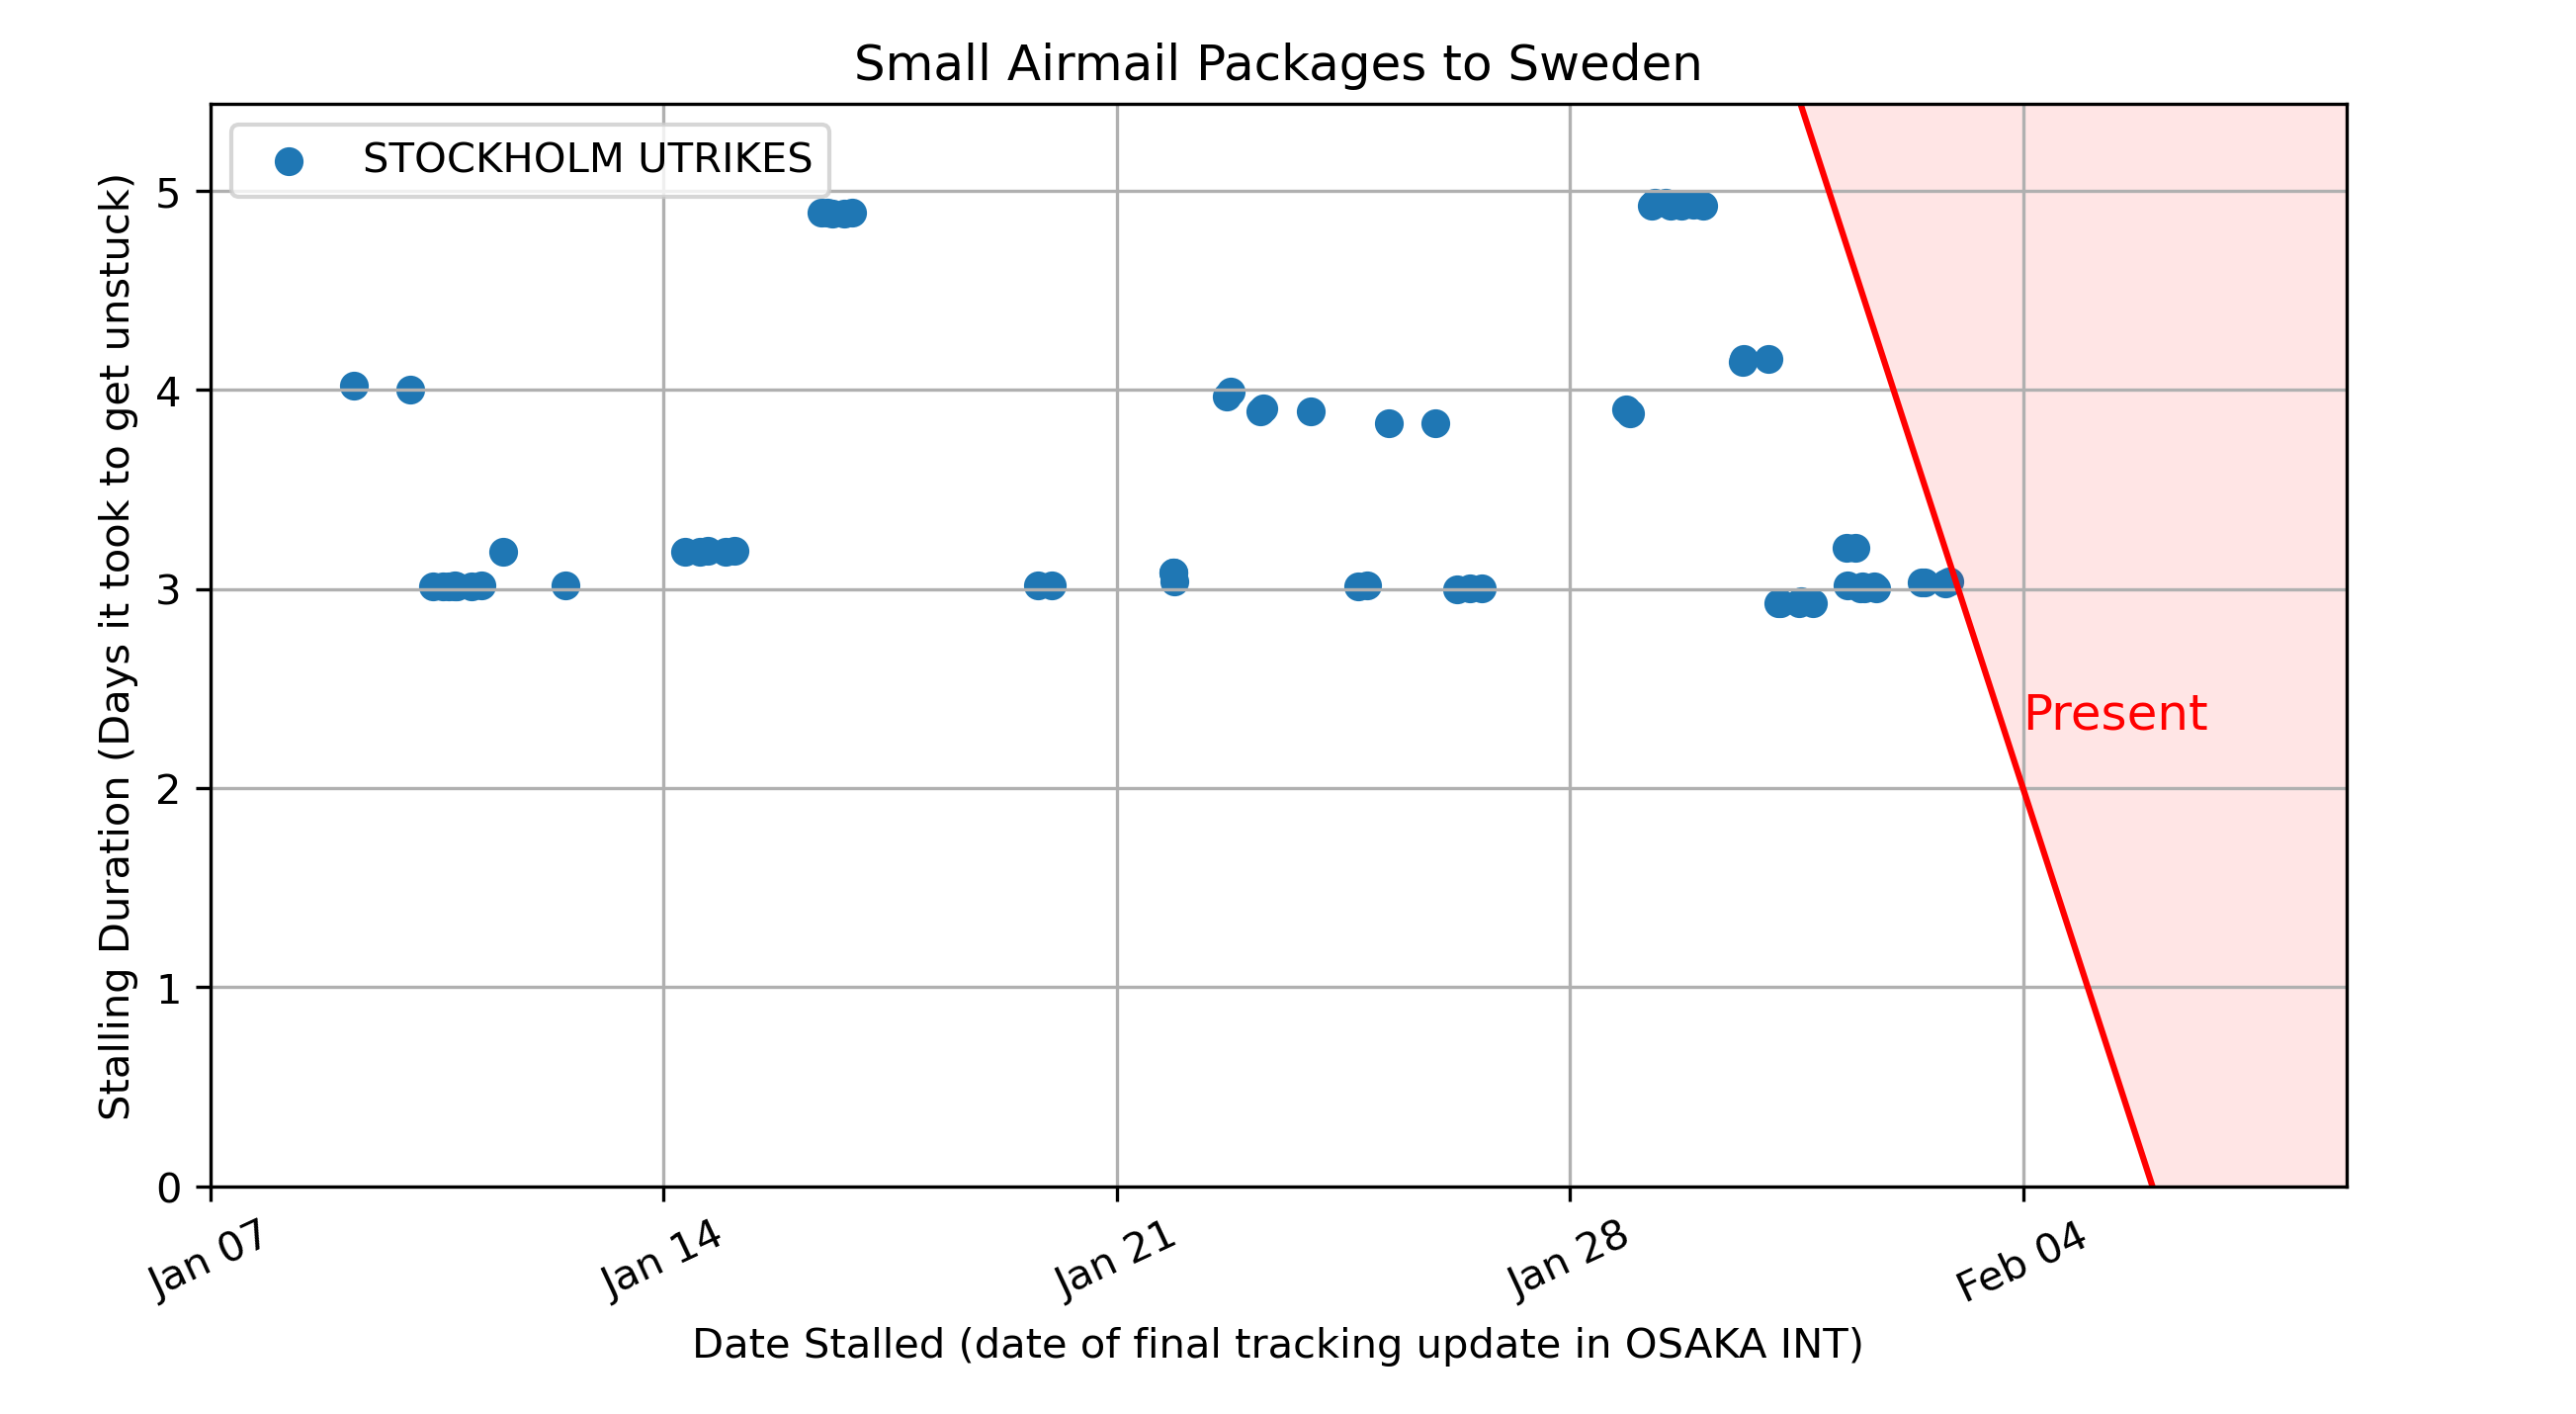 Small Airmail Packages to Sweden
STOCKHOLM UTRIKES
Stalling Duration (Days it took to get unstuck)
5
4
3
2
1
0
Present
Jan 07
Jan 14
Jan 21
Jan 28
Feb 04
Date Stalled (date of final tracking update in OSAKA INT)